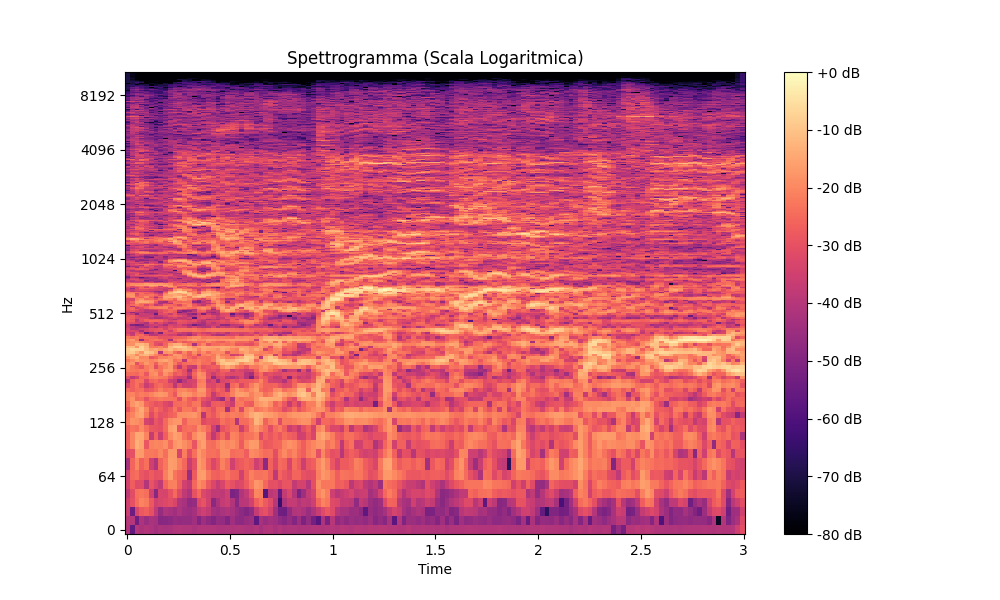 Spettrogramma (Scala Logaritmica)
8192
4096
2048
1024
512
256
128
64
0
Hz
0
0.5
1
1.5
2
2.5
3
Time
+0 dB
-10 dB
-20 dB
-30 dB
-40 dB
-50 dB
-60 dB
-70 dB
-80 dB